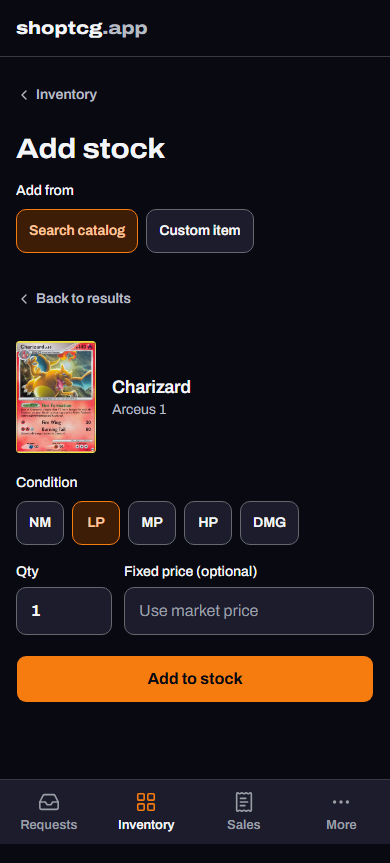 shoptcg.app
Inventory
Add stock
Add from
Search catalog Custom item
Back to results
Charizard
Charizard
Arceus 1
Condition
NM LP MP HP DMG
Qty Fixed price (optional)
1 Use market price
Add to stock
Requests Inventory Sales More